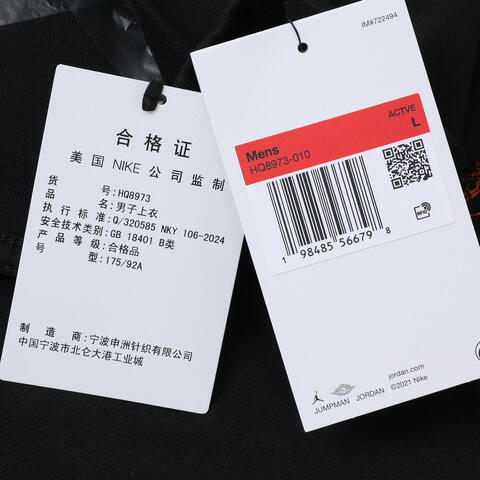 合格证
美国 NIKE 公司监制
货号:HQ8973
品名:男子上衣
执行标准:Q/320585 NKY 106-2024
安全技术类别:GB 18401 B类
产品等级:合格品
号型:175/92A
制造商:宁波申洲针织有限公司
中国宁波市北仑大港工业城
IM#722494
ACTVE
L
Mens
HQ8973-010
RFID
1 98485 56679 8
jordan.com
©2021 Nike
JUMPMAN JORDAN